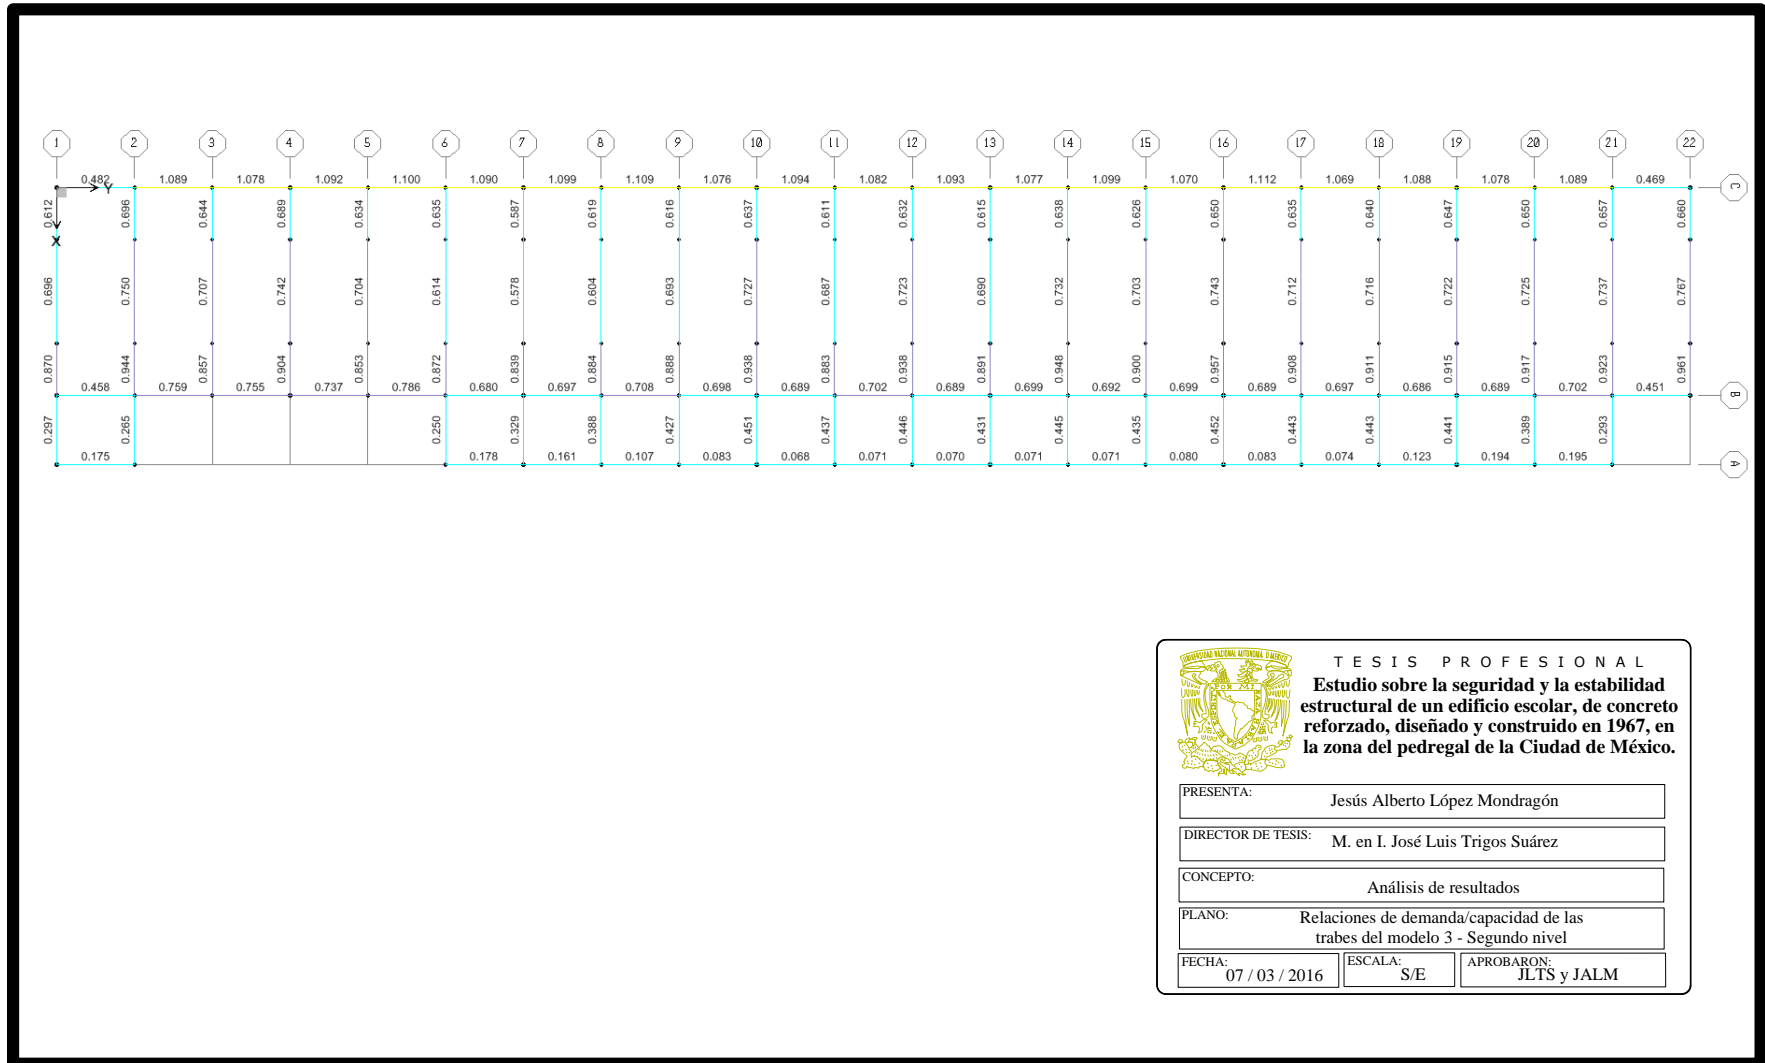 1 2 3 4 5 6 7 8 9 10 11 12 13 14 15 16 17 18 19 20 21 22
0.482 1.089 1.078 1.092 1.100 1.090 1.099 1.109 1.076 1.094 1.082 1.093 1.077 1.099 1.070 1.112 1.069 1.088 1.078 1.089 0.469
Y
C
0.612 0.696 0.644 0.689 0.634 0.635 0.587 0.619 0.616 0.637 0.611 0.632 0.615 0.638 0.626 0.650 0.635 0.640 0.647 0.650 0.657 0.660
X
0.696 0.750 0.707 0.742 0.704 0.614 0.578 0.604 0.693 0.727 0.687 0.723 0.690 0.732 0.703 0.743 0.712 0.716 0.722 0.725 0.737 0.767
0.870 0.944 0.857 0.904 0.853 0.872 0.839 0.884 0.888 0.938 0.883 0.938 0.891 0.948 0.900 0.957 0.908 0.911 0.915 0.917 0.923 0.961
0.458 0.759 0.755 0.737 0.786 0.680 0.697 0.708 0.698 0.689 0.702 0.689 0.699 0.692 0.699 0.689 0.697 0.686 0.689 0.702 0.451
B
0.297 0.265 0.250 0.329 0.388 0.427 0.451 0.437 0.446 0.431 0.445 0.435 0.452 0.443 0.443 0.441 0.389 0.293
0.175 0.178 0.161 0.107 0.083 0.068 0.071 0.070 0.071 0.071 0.080 0.083 0.074 0.123 0.194 0.195
A
TESIS PROFESIONAL
Estudio sobre la seguridad y la estabilidad
estructural de un edificio escolar, de concreto
reforzado, diseñado y construido en 1967, en
la zona del pedregal de la Ciudad de México.
PRESENTA:
Jesús Alberto López Mondragón
DIRECTOR DE TESIS:
M. en I. José Luis Trigos Suárez
CONCEPTO:
Análisis de resultados
PLANO:
Relaciones de demanda/capacidad de las
trabes del modelo 3 - Segundo nivel
FECHA:
07 / 03 / 2016
ESCALA:
S/E
APROBARON:
JLTS y JALM